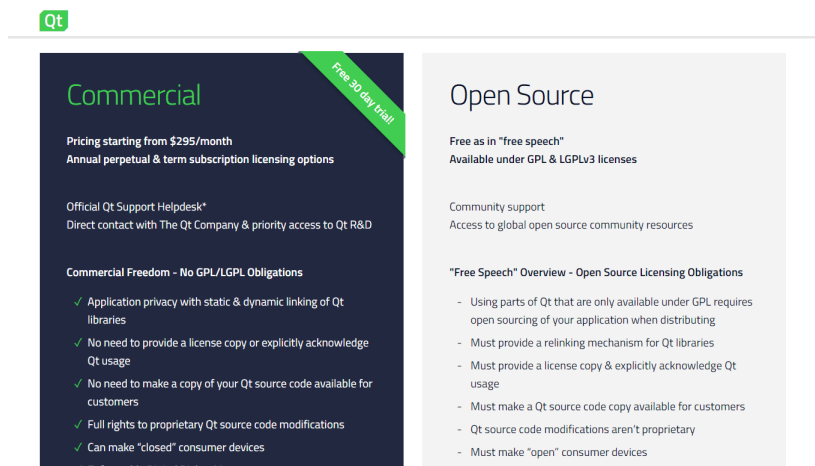 Qt
Commercial
Free 30 day trial!
Pricing starting from $295/month
Annual perpetual & term subscription licensing options
Official Qt Support Helpdesk*
Direct contact with The Qt Company & priority access to Qt R&D
Commercial Freedom - No GPL/LGPL Obligations
✓ Application privacy with static & dynamic linking of Qt
libraries
✓ No need to provide a license copy or explicitly acknowledge
Qt usage
✓ No need to make a copy of your Qt source code available for
customers
✓ Full rights to proprietary Qt source code modifications
✓ Can make “closed” consumer devices
Open Source
Free as in "free speech"
Available under GPL & LGPLv3 licenses
Community support
Access to global open source community resources
"Free Speech" Overview - Open Source Licensing Obligations
- Using parts of Qt that are only available under GPL requires
open sourcing of your application when distributing
- Must provide a relinking mechanism for Qt libraries
- Must provide a license copy & explicitly acknowledge Qt
usage
- Must make a Qt source code copy available for customers
- Qt source code modifications aren’t proprietary
- Must make “open” consumer devices